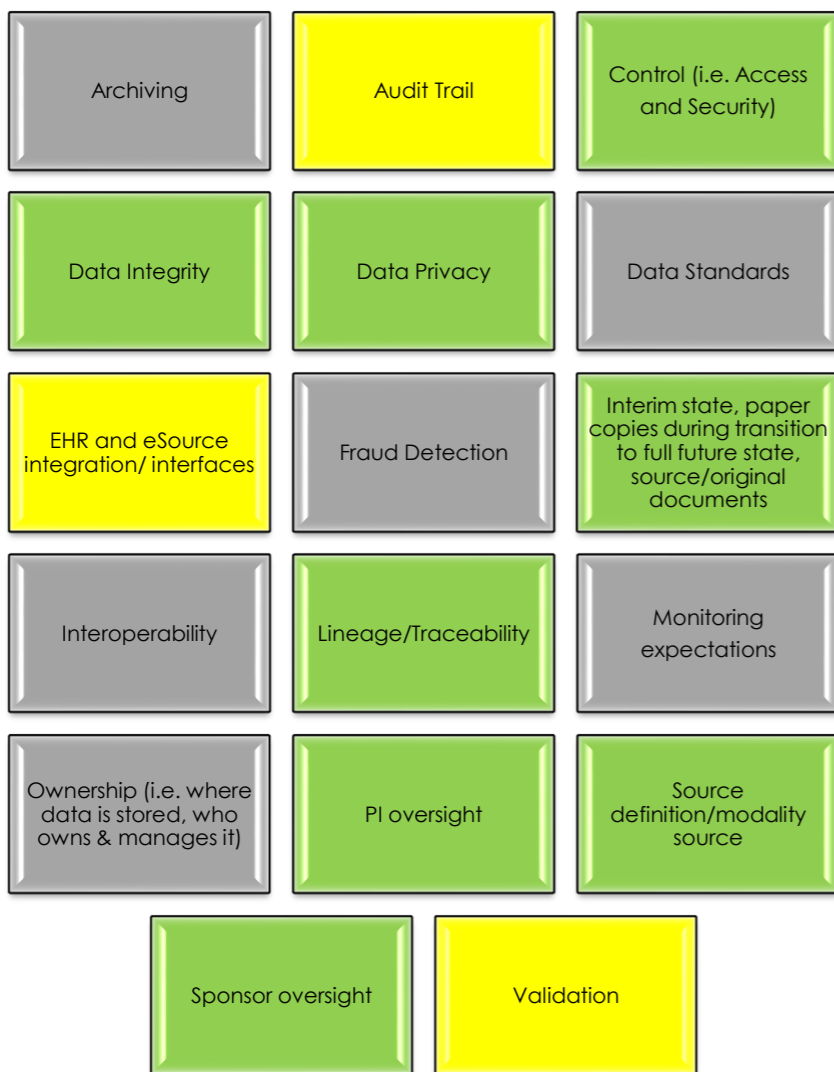 Archiving
Audit Trail
Control (i.e. Access
and Security)
Data Integrity
Data Privacy
Data Standards
EHR and eSource
integration/ interfaces
Fraud Detection
Interim state, paper
copies during transition
to full future state,
source/original
documents
Interoperability
Lineage/Traceability
Monitoring
expectations
Ownership (i.e. where
data is stored, who
owns & manages it)
PI oversight
Source
definition/modality
source
Sponsor oversight
Validation